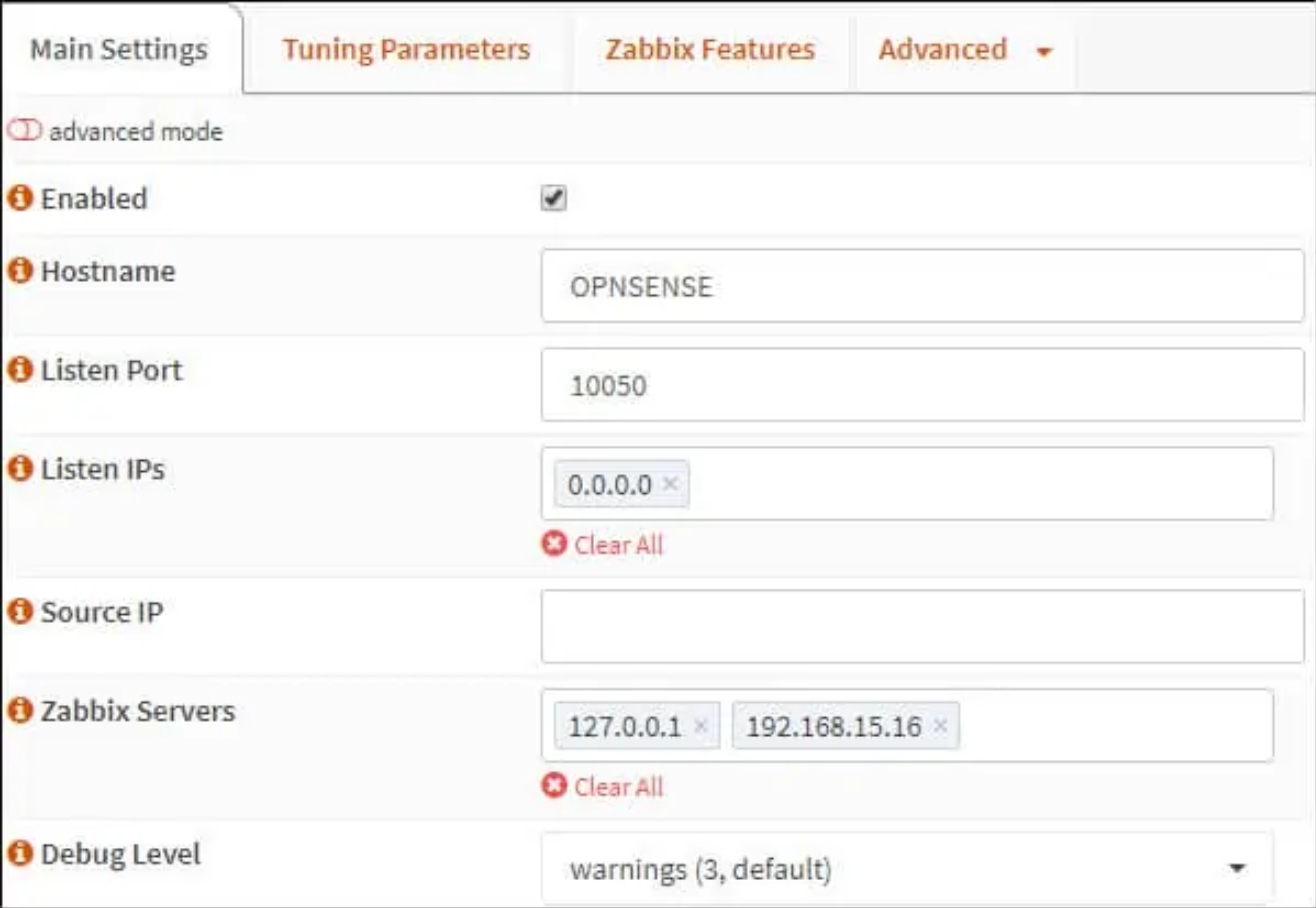 Main Settings Tuning Parameters Zabbix Features Advanced
advanced mode
Enabled
Hostname OPNSENSE
Listen Port 10050
Listen IPs 0.0.0.0 ×
Clear All
Source IP
Zabbix Servers 127.0.0.1 × 192.168.15.16 ×
Clear All
Debug Level warnings (3, default)